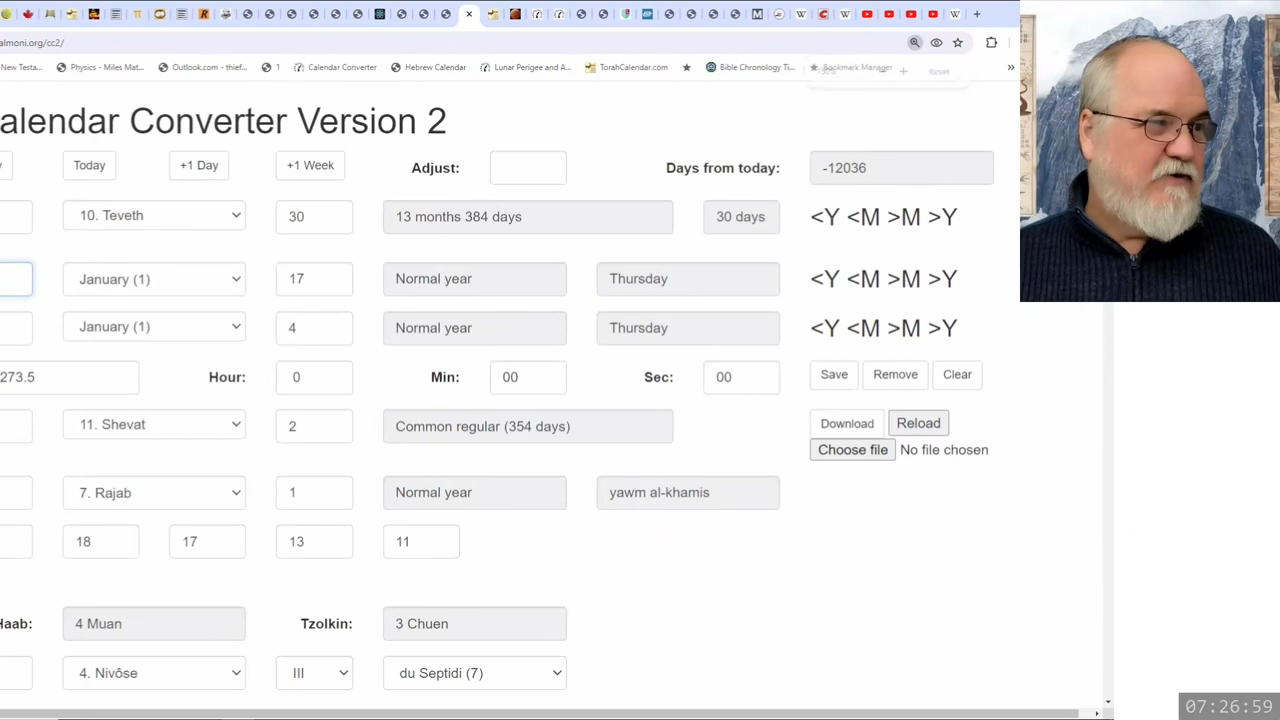 almoni.org/cc2/
New Testa... Physics - Miles Mat... Outlook.com - thief... 1 Calendar Converter Hebrew Calendar Lunar Perigee and A... TorahCalendar.com Bible Chronology Ti... Bookmark Manager »
Reset
alendar Converter Version 2
y Today +1 Day +1 Week Adjust: Days from today: -12036
10. Teveth 30 13 months 384 days 30 days <Y <M >M >Y
January (1) 17 Normal year Thursday <Y <M >M >Y
January (1) 4 Normal year Thursday <Y <M >M >Y
273.5 Hour: 0 Min: 00 Sec: 00 Save Remove Clear
11. Shevat 2 Common regular (354 days) Download Reload
Choose file No file chosen
7. Rajab 1 Normal year yawm al-khamis
18 17 13 11
Haab: 4 Muan Tzolkin: 3 Chuen
4. Nivôse III du Septidi (7)
07:26:59